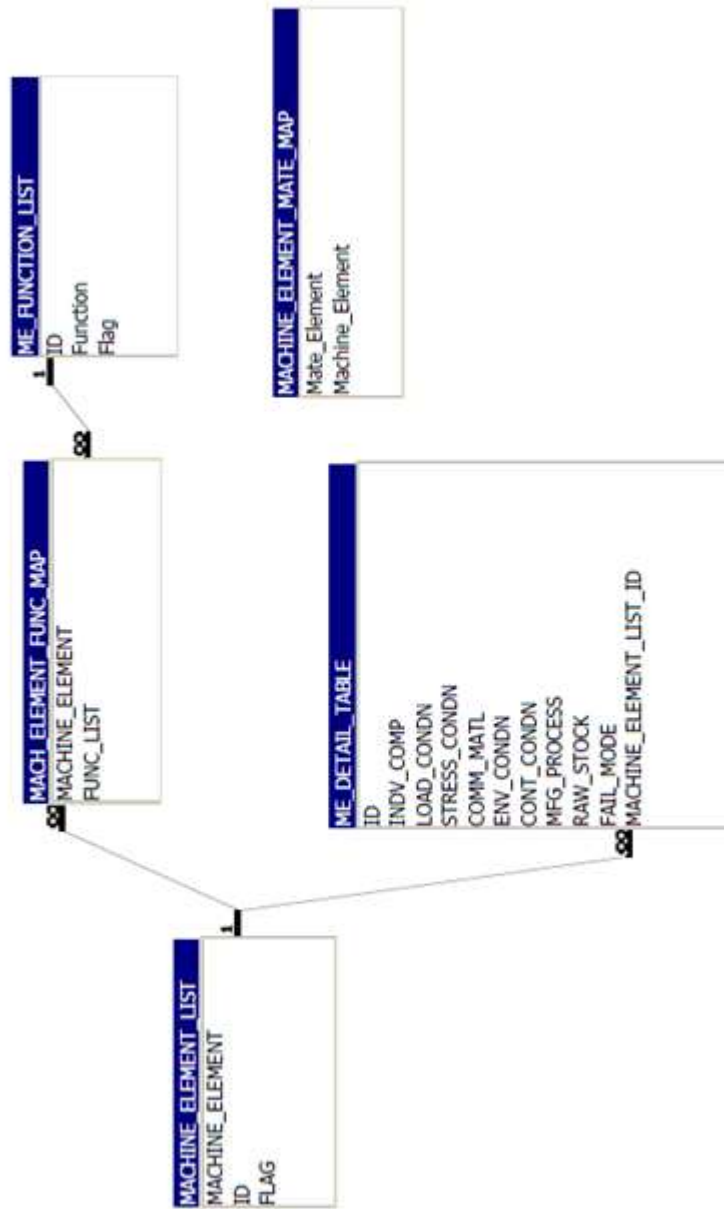 MACHINE_ELEMENT_LIST
MACHINE_ELEMENT
ID
FLAG
1
∞
MACH_ELEMENT_FUNC_MAP
MACHINE_ELEMENT
FUNC_LIST
∞
1
ME_FUNCTION_LIST
ID
Function
Flag
∞
ME_DETAIL_TABLE
ID
INDV_COMP
LOAD_CONDN
STRESS_CONDN
COMM_MATL
ENV_CONDN
CONT_CONDN
MFG_PROCESS
RAW_STOCK
FAIL_MODE
MACHINE_ELEMENT_LIST_ID
MACHINE_ELEMENT_MATE_MAP
Mate_Element
Machine_Element